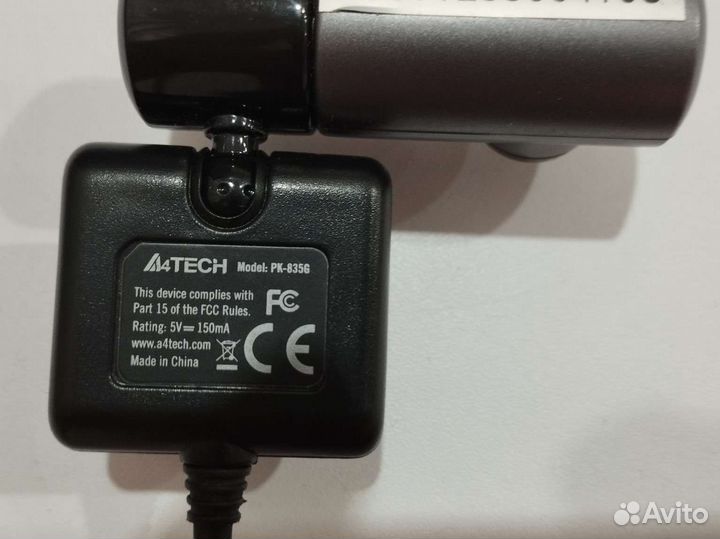 A4TECH Model: PK-835G
This device complies with
Part 15 of the FCC Rules.
FC
Rating: 5V⎓150mA
www.a4tech.com
Made in China
CE
Avito